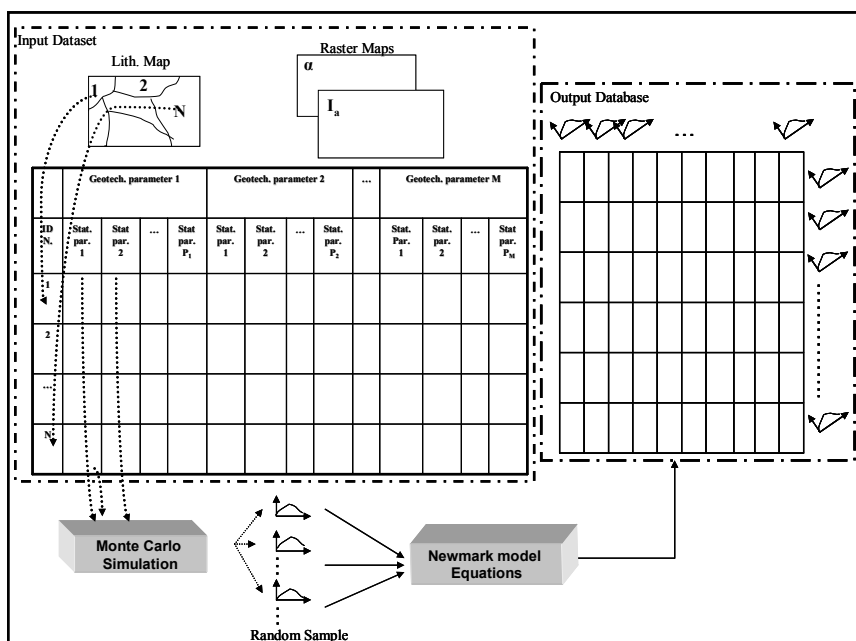 Input Dataset
Lith. Map
1
2
N
Raster Maps
α
I_a
Output Database
...
Geotech. parameter 1
Geotech. parameter 2
...
Geotech. parameter M
ID N.
Stat. par. 1
Stat par. 2
...
Stat par. P₁
Stat. par. 1
Stat. par. 2
...
Stat par. P₂
Stat. Par. 1
Stat. par. 2
...
Stat par. P_M
1
2
...
N
Monte Carlo
Simulation
Newmark model
Equations
Random Sample